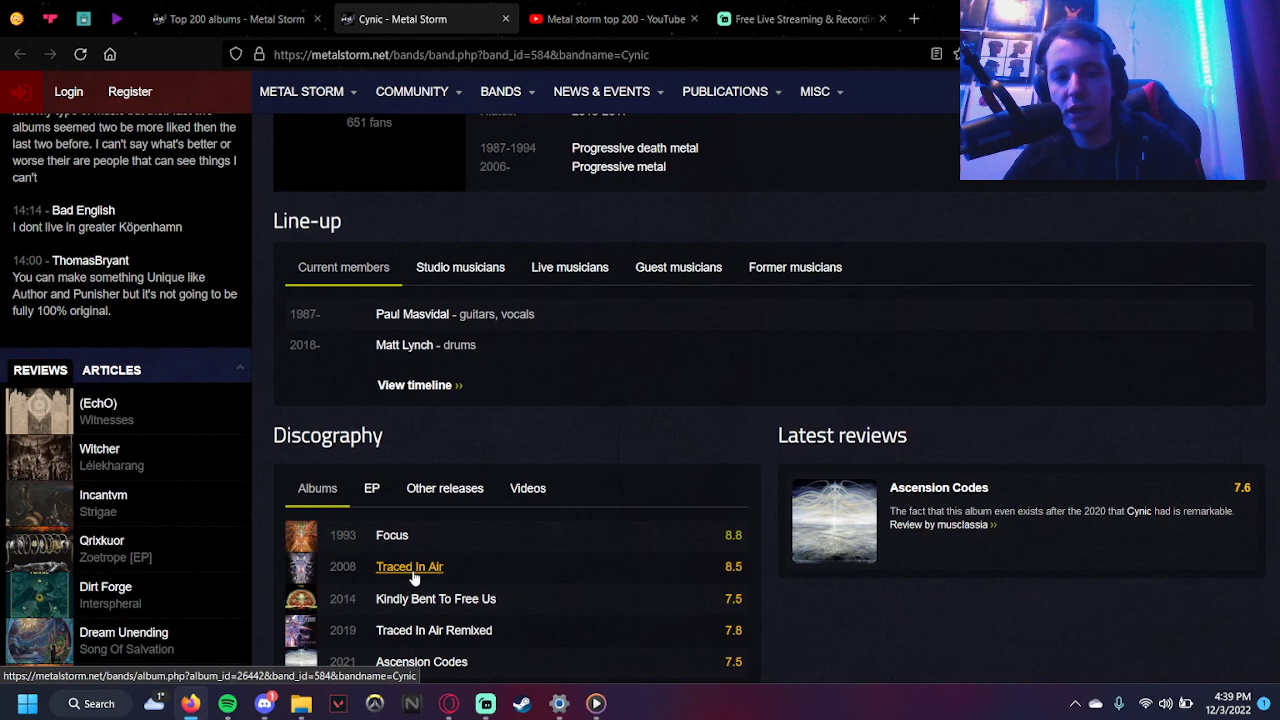 Top 200 albums - Metal Storm
Cynic - Metal Storm
Metal storm top 200 - YouTube
Free Live Streaming & Recordin
https://metalstorm.net/bands/band.php?band_id=584&bandname=Cynic
Login
Register
METAL STORM
COMMUNITY
BANDS
NEWS & EVENTS
PUBLICATIONS
MISC
albums seemed two be more liked then the
last two before. I can't say what's better or
worse their are people that can see things I
can't
14:14 - Bad English
I dont live in greater Köpenhamn
14:00 - ThomasBryant
You can make something Unique like
Author and Punisher but it's not going to be
fully 100% original.
REVIEWS
ARTICLES
(EchO)
Witnesses
Witcher
Lélekharang
Incantvm
Strigae
Qrixkuor
Zoetrope [EP]
Dirt Forge
Interspheral
Dream Unending
Song Of Salvation
651 fans
1987-1994 Progressive death metal
2006- Progressive metal
Line-up
Current members
Studio musicians
Live musicians
Guest musicians
Former musicians
1987- Paul Masvidal - guitars, vocals
2018- Matt Lynch - drums
View timeline ››
Discography
Albums
EP
Other releases
Videos
1993 Focus 8.8
2008 Traced In Air 8.5
2014 Kindly Bent To Free Us 7.5
2019 Traced In Air Remixed 7.8
2021 Ascension Codes 7.5
Latest reviews
Ascension Codes 7.6
The fact that this album even exists after the 2020 that Cynic had is remarkable.
Review by musclassia ››
https://metalstorm.net/bands/album.php?album_id=26442&band_id=584&bandname=Cynic
Search
1
4:39 PM
12/3/2022